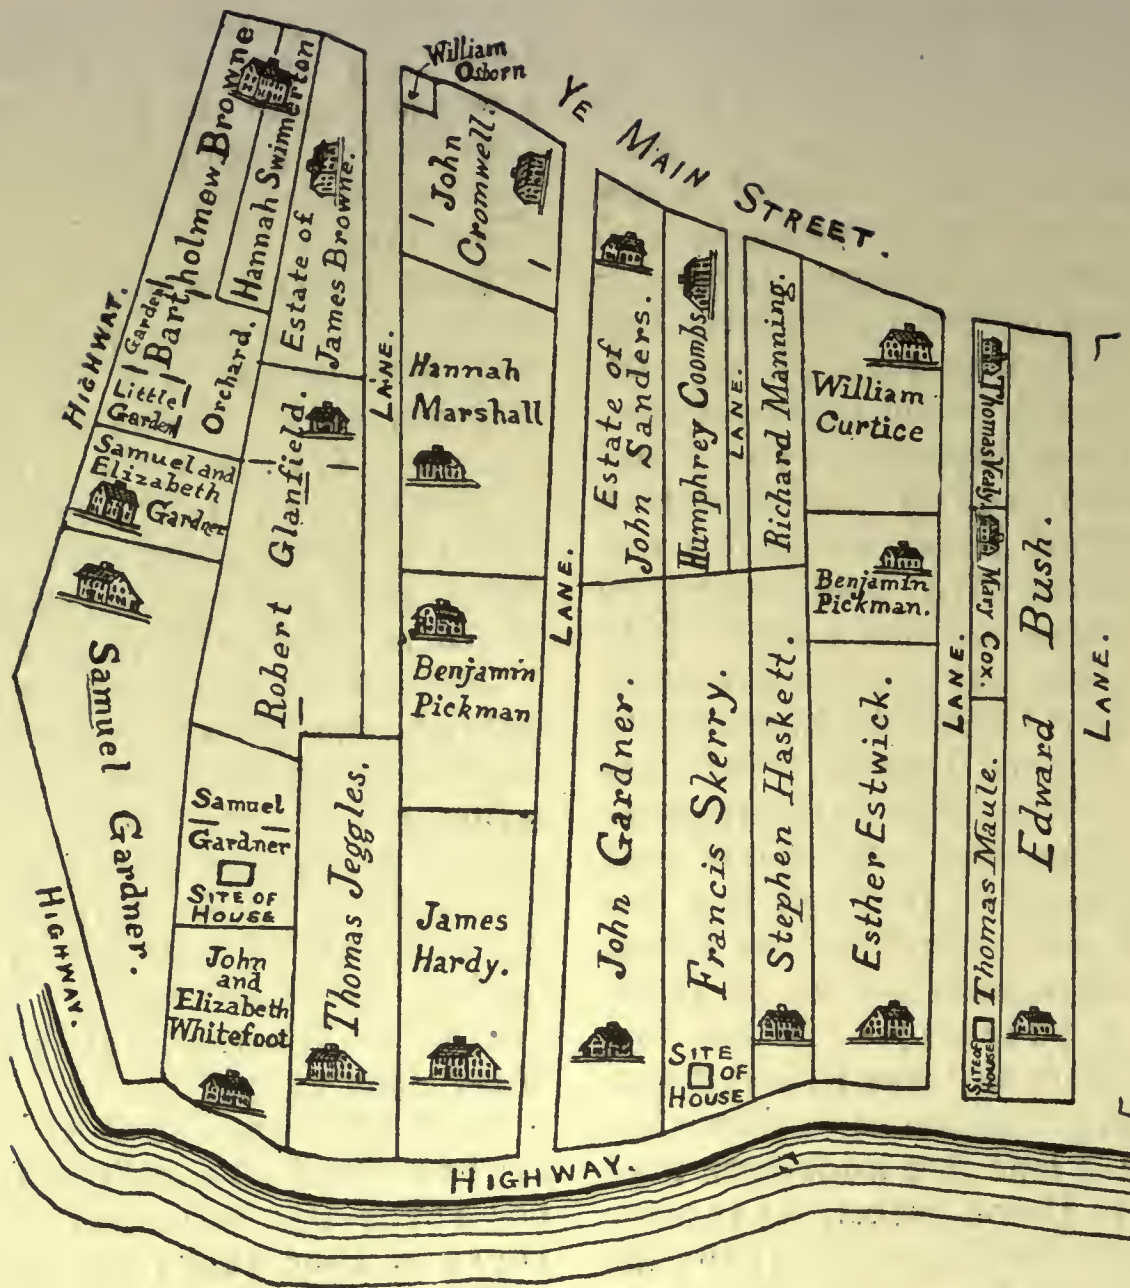 William
Osborn
YE MAIN STREET.
HIGHWAY.
Bartholmew Browne
Hannah Swinnerton
Estate of
James Browne.
Garden
Little
Garden
Orchard.
Samuel and
Elizabeth
Gardner
Samuel Gardner.
HIGHWAY.
Robert Glanfield.
Samuel
Gardner
SITE OF
HOUSE
John
and
Elizabeth
Whitefoot
Thomas Jeggles.
LANE.
John
Cromwell.
Hannah
Marshall
Benjamin
Pickman
James
Hardy.
LANE.
Estate of
John Sanders.
Humphrey Coombs
LANE.
Richard Manning.
William
Curtice
Benjamin
Pickman.
John Gardner.
Francis Skerry.
SITE
OF
HOUSE
Stephen Haskett.
Esther Estwick.
LANE.
Thomas Vealy.
Mary Cox.
Thomas Maule.
SITE OF
HOUSE
Edward Bush.
LANE.
HIGHWAY.